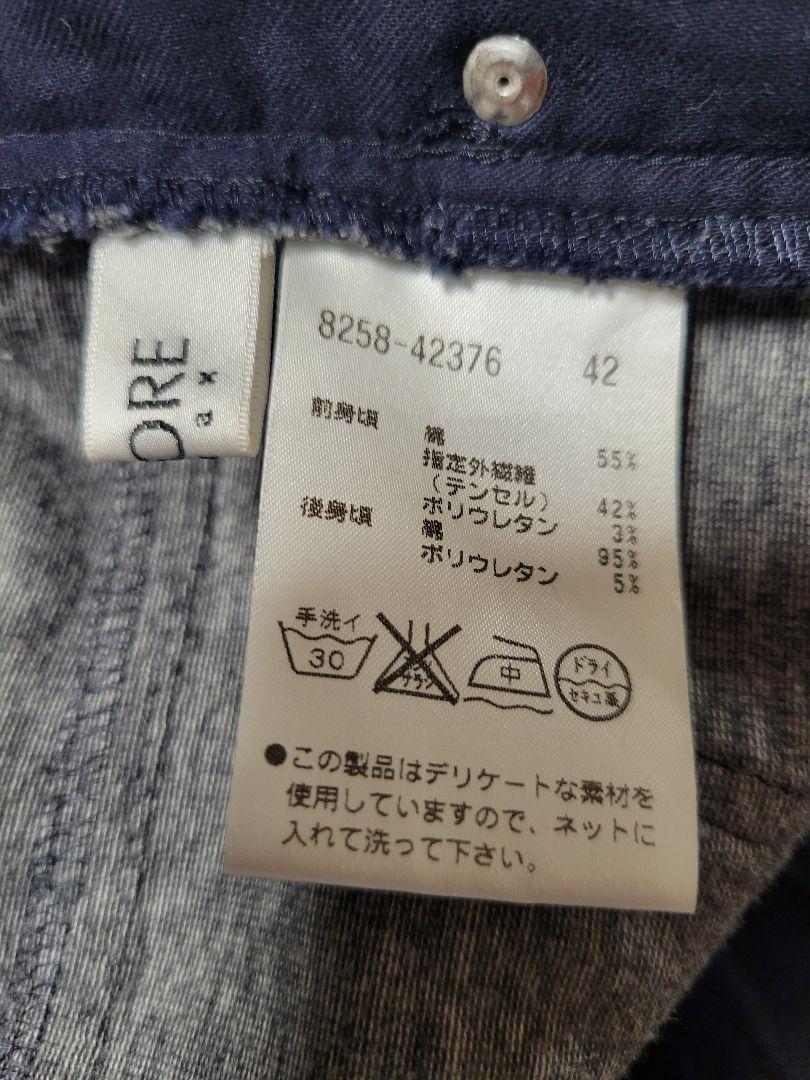 ORE
ax
8258-42376 42
前身頃 綿 55%
指定外繊維
(テンセル) 42%
ポリウレタン 3%
後身頃 綿 95%
ポリウレタン 5%
手洗イ
30
中
ドライ
セキユ系
●この製品はデリケートな素材を
使用していますので、ネットに
入れて洗って下さい。